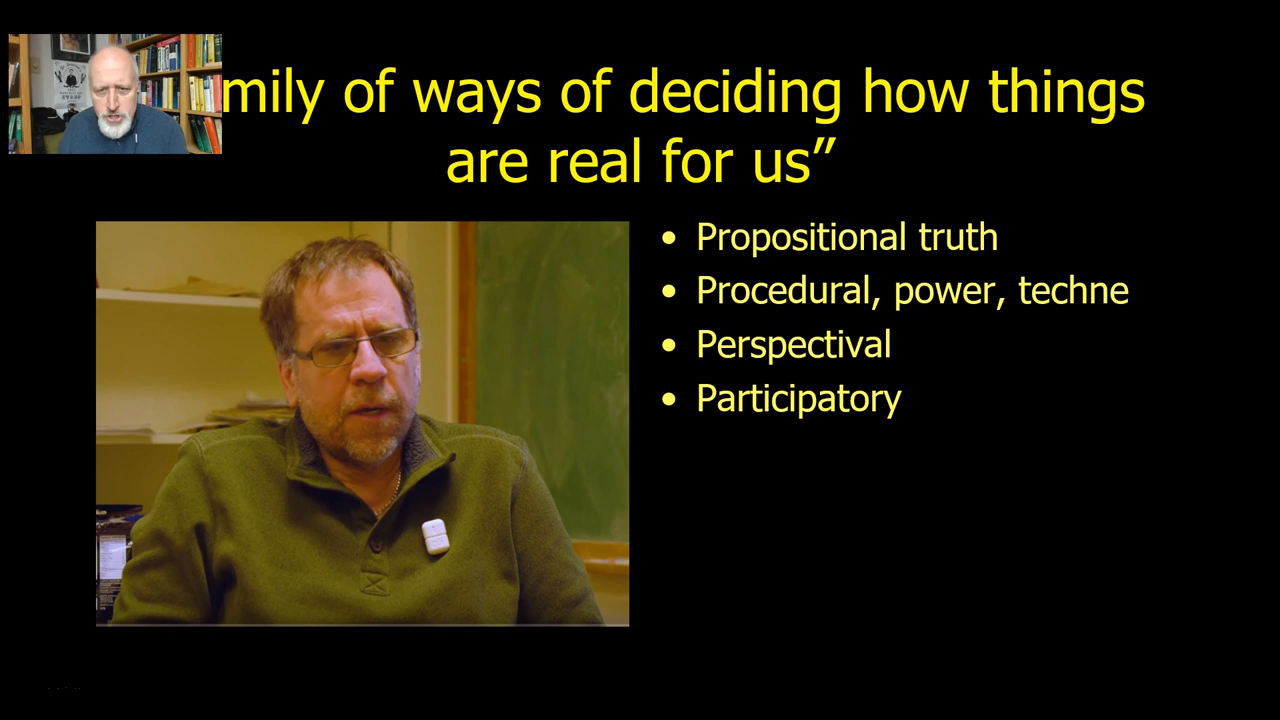 mily of ways of deciding how things
are real for us”
• Propositional truth
• Procedural, power, techne
• Perspectival
• Participatory